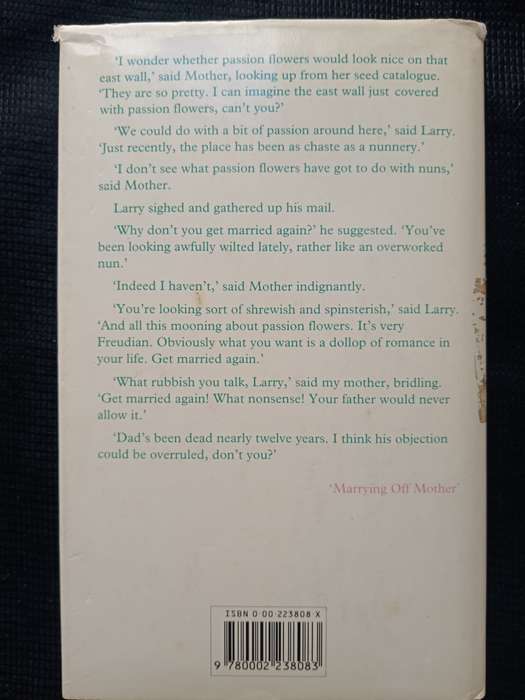 ‘I wonder whether passion flowers would look nice on that
east wall,’ said Mother, looking up from her seed catalogue.
‘They are so pretty. I can imagine the east wall just covered
with passion flowers, can’t you?’
‘We could do with a bit of passion around here,’ said Larry.
‘Just recently, the place has been as chaste as a nunnery.’
‘I don’t see what passion flowers have got to do with nuns,’
said Mother.
Larry sighed and gathered up his mail.
‘Why don’t you get married again?’ he suggested. ‘You’ve
been looking awfully wilted lately, rather like an overworked
nun.’
‘Indeed I haven’t,’ said Mother indignantly.
‘You’re looking sort of shrewish and spinsterish,’ said Larry.
‘And all this mooning about passion flowers. It’s very
Freudian. Obviously what you want is a dollop of romance in
your life. Get married again.’
‘What rubbish you talk, Larry,’ said my mother, bridling.
‘Get married again! What nonsense! Your father would never
allow it.’
‘Dad’s been dead nearly twelve years. I think his objection
could be overruled, don’t you?’
‘Marrying Off Mother’
ISBN 0 00 223808 X
9 780002 238083